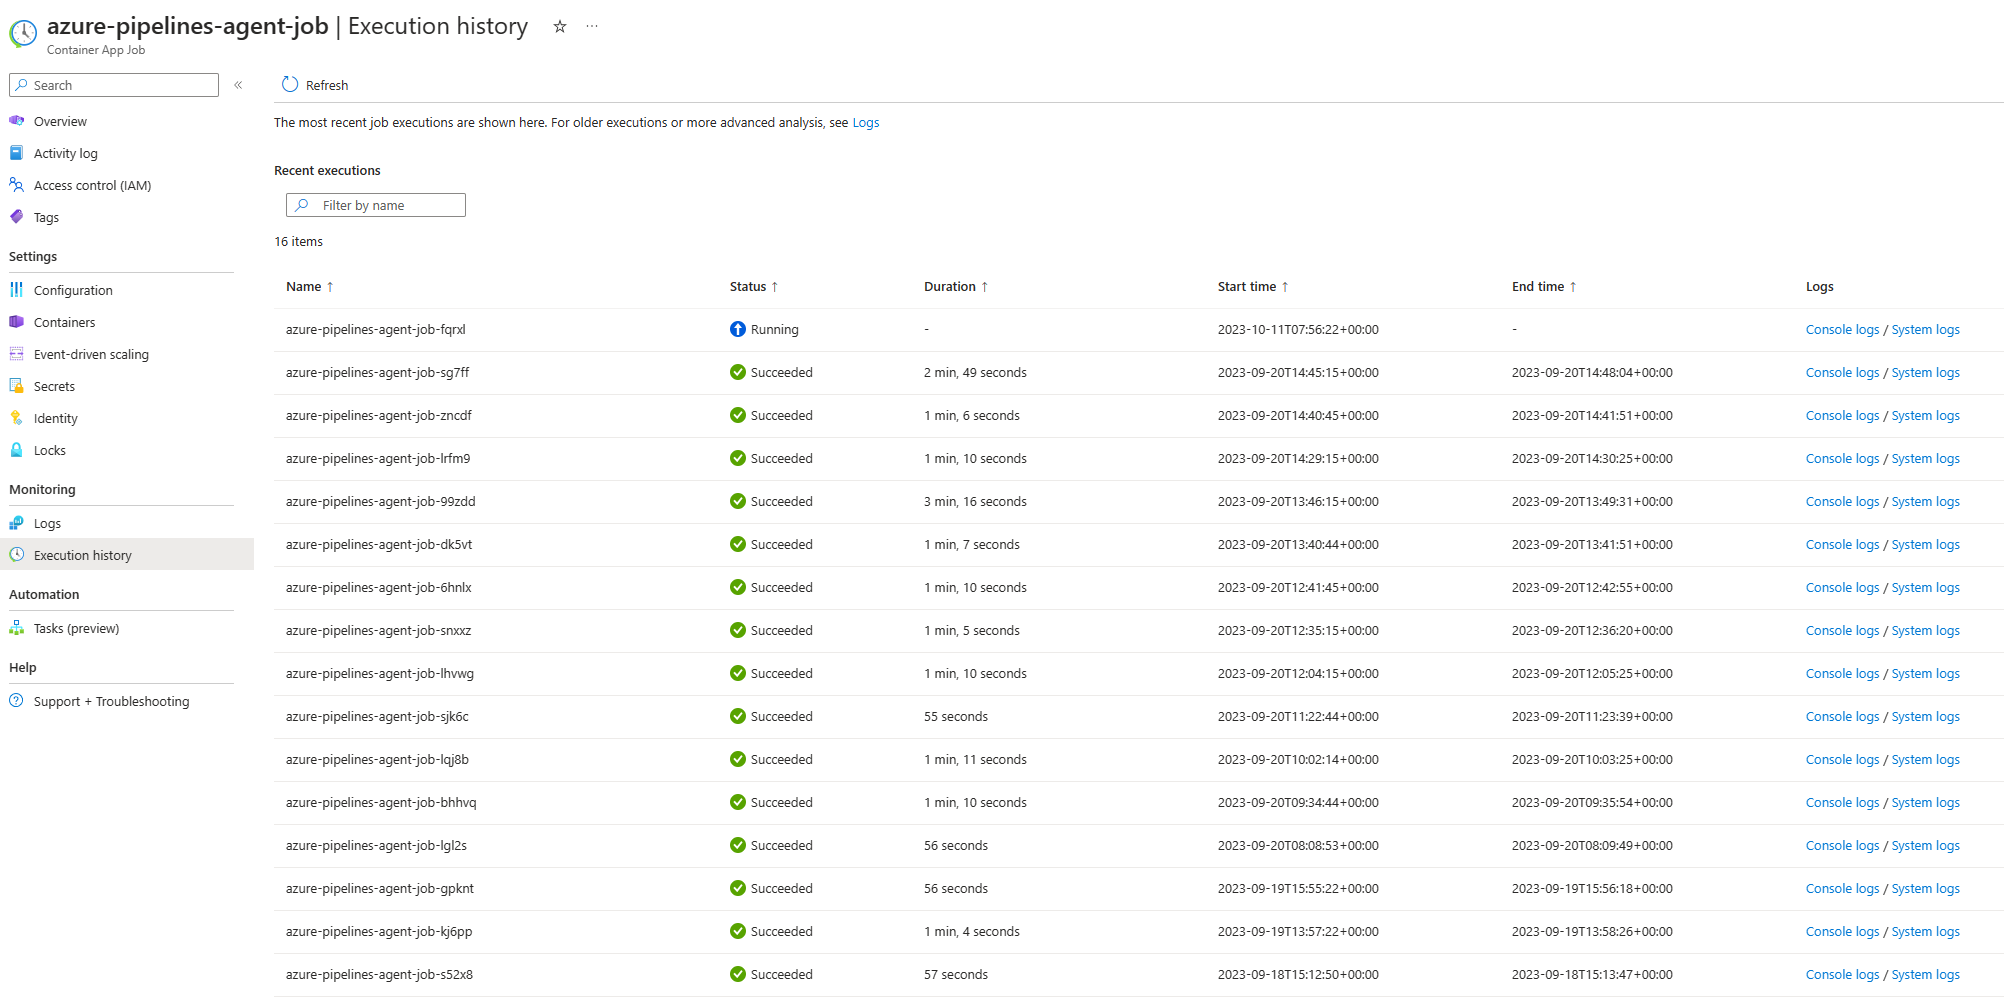 azure-pipelines-agent-job | Execution history
Container App Job
Search
Overview
Activity log
Access control (IAM)
Tags
Settings
Configuration
Containers
Event-driven scaling
Secrets
Identity
Locks
Monitoring
Logs
Execution history
Automation
Tasks (preview)
Help
Support + Troubleshooting
Refresh
The most recent job executions are shown here. For older executions or more advanced analysis, see Logs
Recent executions
Filter by name
16 items
Name ↑ Status ↑ Duration ↑ Start time ↑ End time ↑ Logs
azure-pipelines-agent-job-fqrxl Running - 2023-10-11T07:56:22+00:00 - Console logs / System logs
azure-pipelines-agent-job-sg7ff Succeeded 2 min, 49 seconds 2023-09-20T14:45:15+00:00 2023-09-20T14:48:04+00:00 Console logs / System logs
azure-pipelines-agent-job-zncdf Succeeded 1 min, 6 seconds 2023-09-20T14:40:45+00:00 2023-09-20T14:41:51+00:00 Console logs / System logs
azure-pipelines-agent-job-lrfm9 Succeeded 1 min, 10 seconds 2023-09-20T14:29:15+00:00 2023-09-20T14:30:25+00:00 Console logs / System logs
azure-pipelines-agent-job-99zdd Succeeded 3 min, 16 seconds 2023-09-20T13:46:15+00:00 2023-09-20T13:49:31+00:00 Console logs / System logs
azure-pipelines-agent-job-dk5vt Succeeded 1 min, 7 seconds 2023-09-20T13:40:44+00:00 2023-09-20T13:41:51+00:00 Console logs / System logs
azure-pipelines-agent-job-6hnlx Succeeded 1 min, 10 seconds 2023-09-20T12:41:45+00:00 2023-09-20T12:42:55+00:00 Console logs / System logs
azure-pipelines-agent-job-snxxz Succeeded 1 min, 5 seconds 2023-09-20T12:35:15+00:00 2023-09-20T12:36:20+00:00 Console logs / System logs
azure-pipelines-agent-job-lhvwg Succeeded 1 min, 10 seconds 2023-09-20T12:04:15+00:00 2023-09-20T12:05:25+00:00 Console logs / System logs
azure-pipelines-agent-job-sjk6c Succeeded 55 seconds 2023-09-20T11:22:44+00:00 2023-09-20T11:23:39+00:00 Console logs / System logs
azure-pipelines-agent-job-lqj8b Succeeded 1 min, 11 seconds 2023-09-20T10:02:14+00:00 2023-09-20T10:03:25+00:00 Console logs / System logs
azure-pipelines-agent-job-bhhvq Succeeded 1 min, 10 seconds 2023-09-20T09:34:44+00:00 2023-09-20T09:35:54+00:00 Console logs / System logs
azure-pipelines-agent-job-lgl2s Succeeded 56 seconds 2023-09-20T08:08:53+00:00 2023-09-20T08:09:49+00:00 Console logs / System logs
azure-pipelines-agent-job-gpknt Succeeded 56 seconds 2023-09-19T15:55:22+00:00 2023-09-19T15:56:18+00:00 Console logs / System logs
azure-pipelines-agent-job-kj6pp Succeeded 1 min, 4 seconds 2023-09-19T13:57:22+00:00 2023-09-19T13:58:26+00:00 Console logs / System logs
azure-pipelines-agent-job-s52x8 Succeeded 57 seconds 2023-09-18T15:12:50+00:00 2023-09-18T15:13:47+00:00 Console logs / System logs